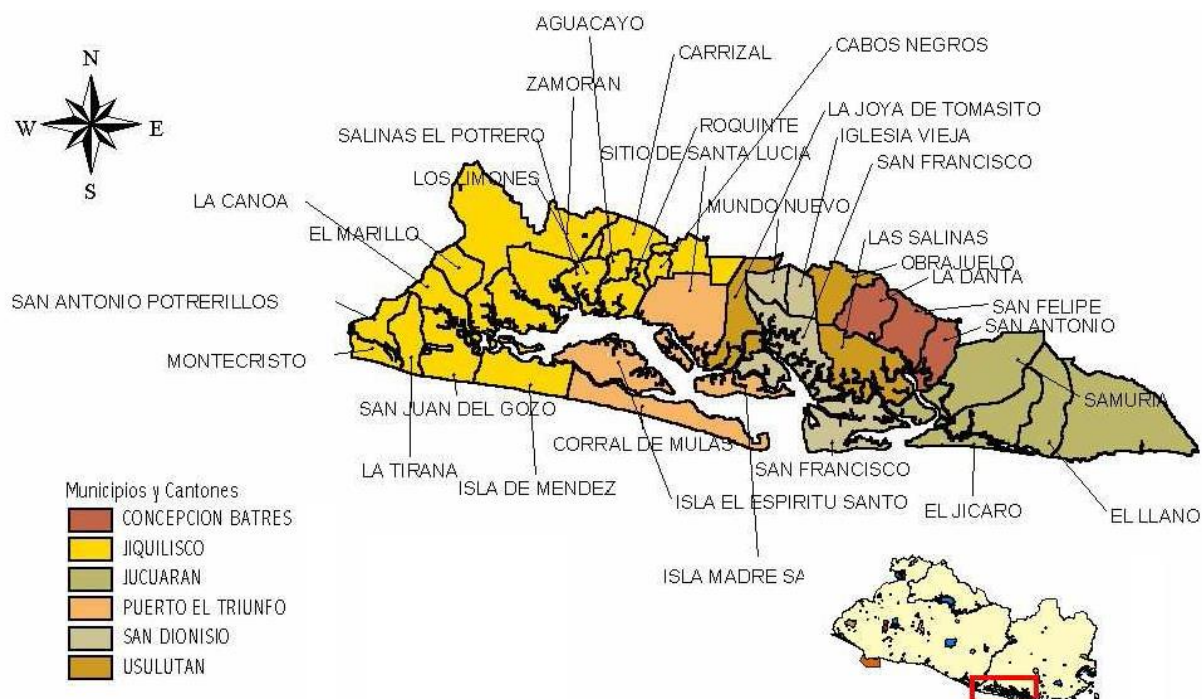 AGUACAYO
CARRIZAL
CABOS NEGROS
N
ZAMORAN
LA JOYA DE TOMASITO
W
E
SALINAS EL POTRERO
ROQUINTE
IGLESIA VIEJA
SITIO DE SANTA LUCIA
SAN FRANCISCO
S
LOS LIMONES
LA CANOA
MUNDO NUEVO
EL MARILLO
LAS SALINAS
OBRAJUELO
LA DANTA
SAN ANTONIO POTRERILLOS
SAN FELIPE
SAN ANTONIO
MONTECRISTO
SAN JUAN DEL GOZO
SAMURIA
CORRAL DE MULAS
LA TIRANA
SAN FRANCISCO
ISLA DE MENDEZ
ISLA EL ESPIRITU SANTO
EL JICARO
EL LLANO
ISLA MADRE SA
Municipios y Cantones
CONCEPCION BATRES
JIQUILISCO
JUCUARAN
PUERTO EL TRIUNFO
SAN DIONISIO
USULUTAN